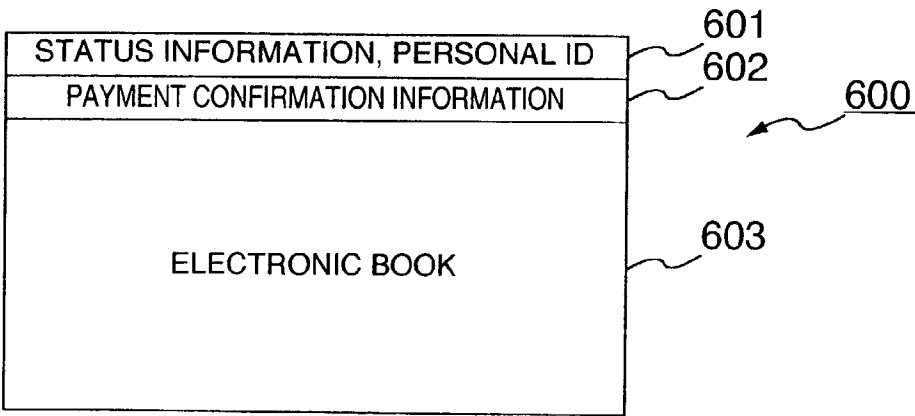 STATUS INFORMATION, PERSONAL ID 601
PAYMENT CONFIRMATION INFORMATION 602
600
ELECTRONIC BOOK 603